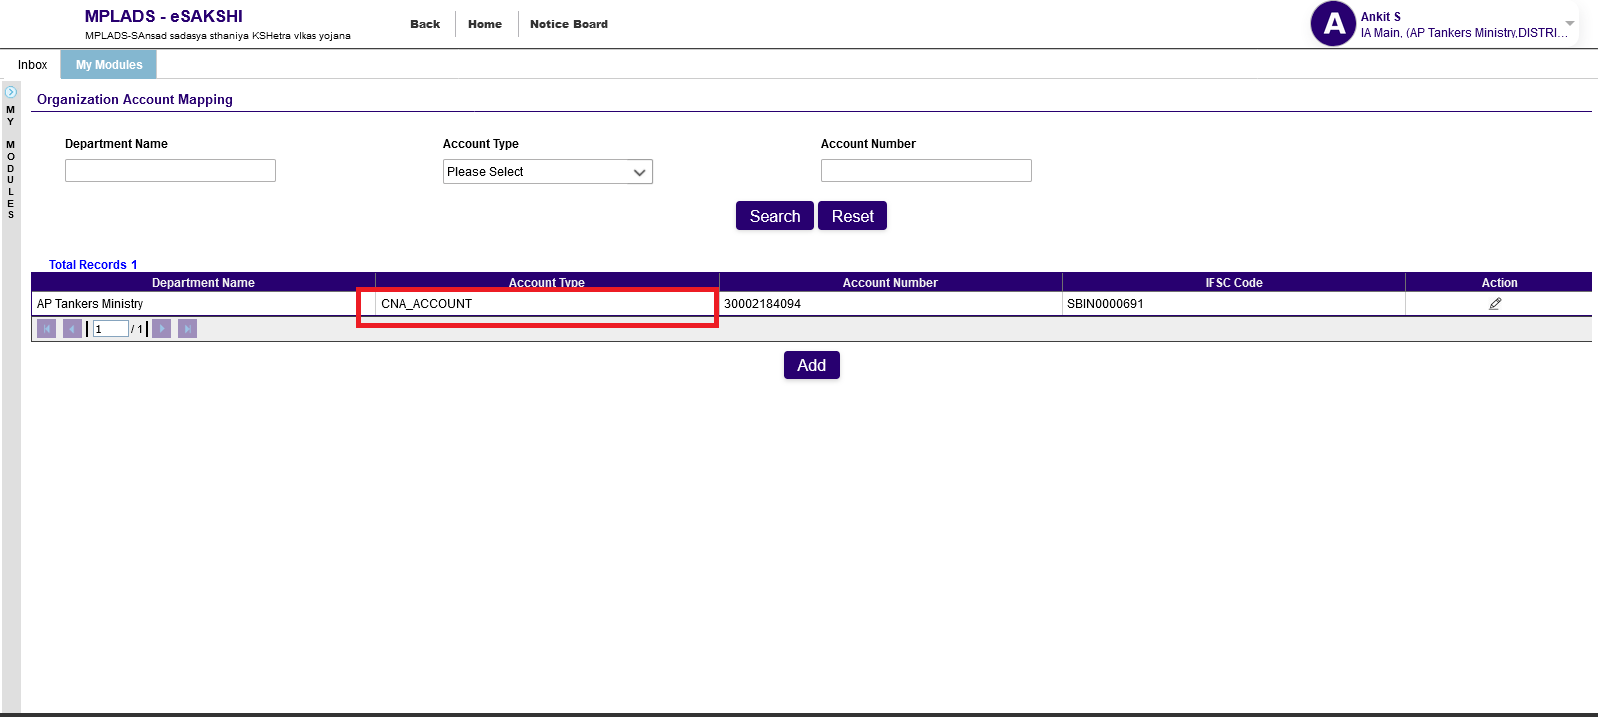 MPLADS - eSAKSHI
MPLADS-SAnsad sadasya sthaniya KSHetra vIkas yojana
Back
Home
Notice Board
A
Ankit S
IA Main, (AP Tankers Ministry,DISTRI...
Inbox
My Modules
MY MODULES
Organization Account Mapping
Department Name
Account Type
Account Number
Please Select
Search
Reset
Total Records 1
Department Name
Account Type
Account Number
IFSC Code
Action
AP Tankers Ministry
CNA_ACCOUNT
30002184094
SBIN0000691
1 / 1
Add